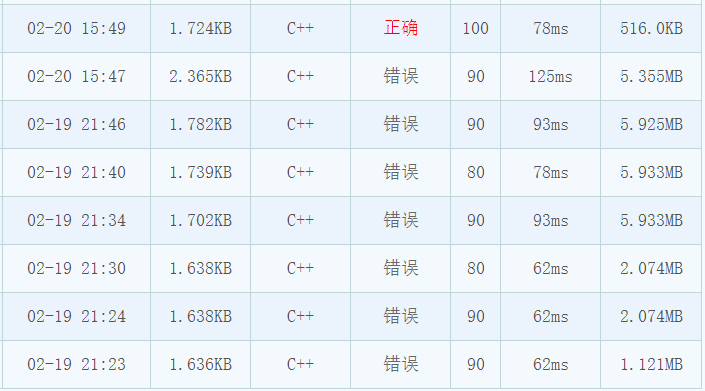 02-20 15:49 1.724KB C++ 正确 100 78ms 516.0KB
02-20 15:47 2.365KB C++ 错误 90 125ms 5.355MB
02-19 21:46 1.782KB C++ 错误 90 93ms 5.925MB
02-19 21:40 1.739KB C++ 错误 80 78ms 5.933MB
02-19 21:34 1.702KB C++ 错误 90 93ms 5.933MB
02-19 21:30 1.638KB C++ 错误 80 62ms 2.074MB
02-19 21:24 1.638KB C++ 错误 90 62ms 2.074MB
02-19 21:23 1.636KB C++ 错误 90 62ms 1.121MB